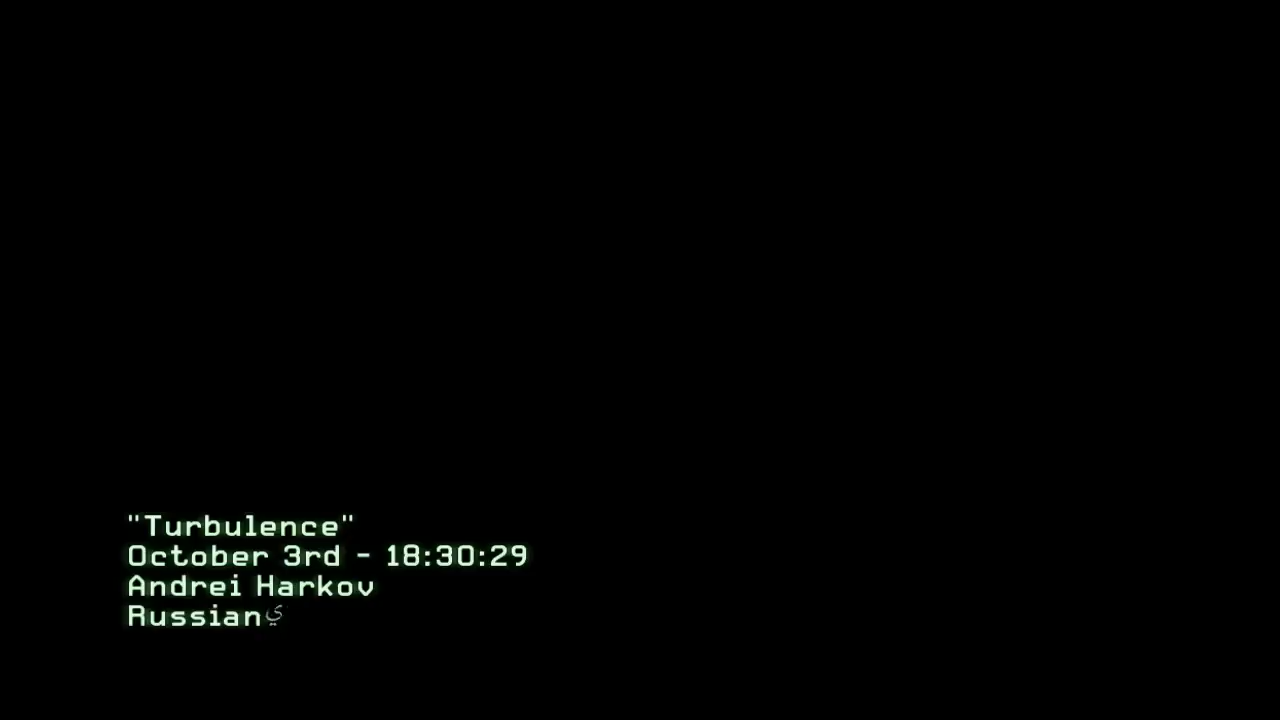 "Turbulence"
October 3rd - 18:30:29
Andrei Harkov
Russianي